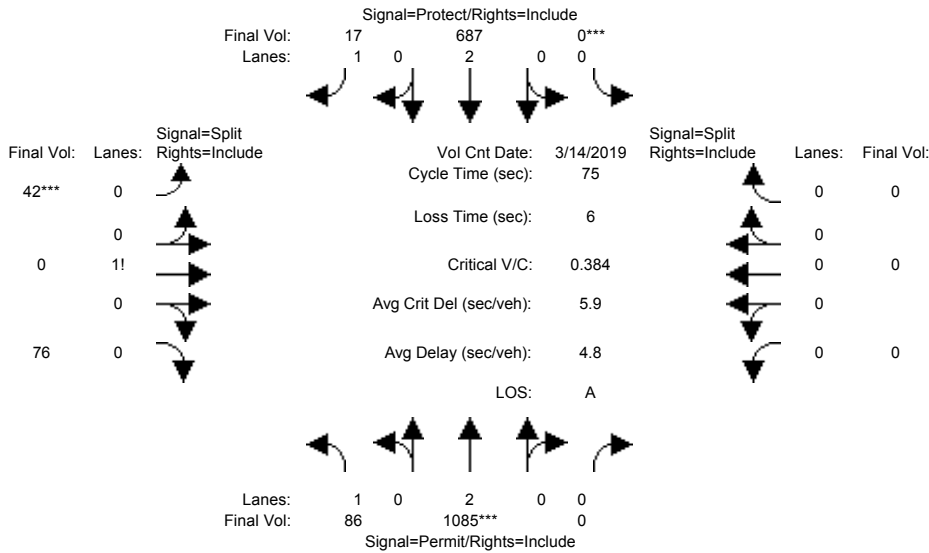 Signal=Protect/Rights=Include
Final Vol: 17 687 0***
Lanes: 1 0 2 0 0
Signal=Split Signal=Split
Final Vol: Lanes: Rights=Include Vol Cnt Date: 3/14/2019 Rights=Include Lanes: Final Vol:
Cycle Time (sec): 75
42*** 0 0 0
Loss Time (sec): 6
0 0
0 1! Critical V/C: 0.384 0 0
0 Avg Crit Del (sec/veh): 5.9 0
76 0 Avg Delay (sec/veh): 4.8 0 0
LOS: A
Lanes: 1 0 2 0 0
Final Vol: 86 1085*** 0
Signal=Permit/Rights=Include